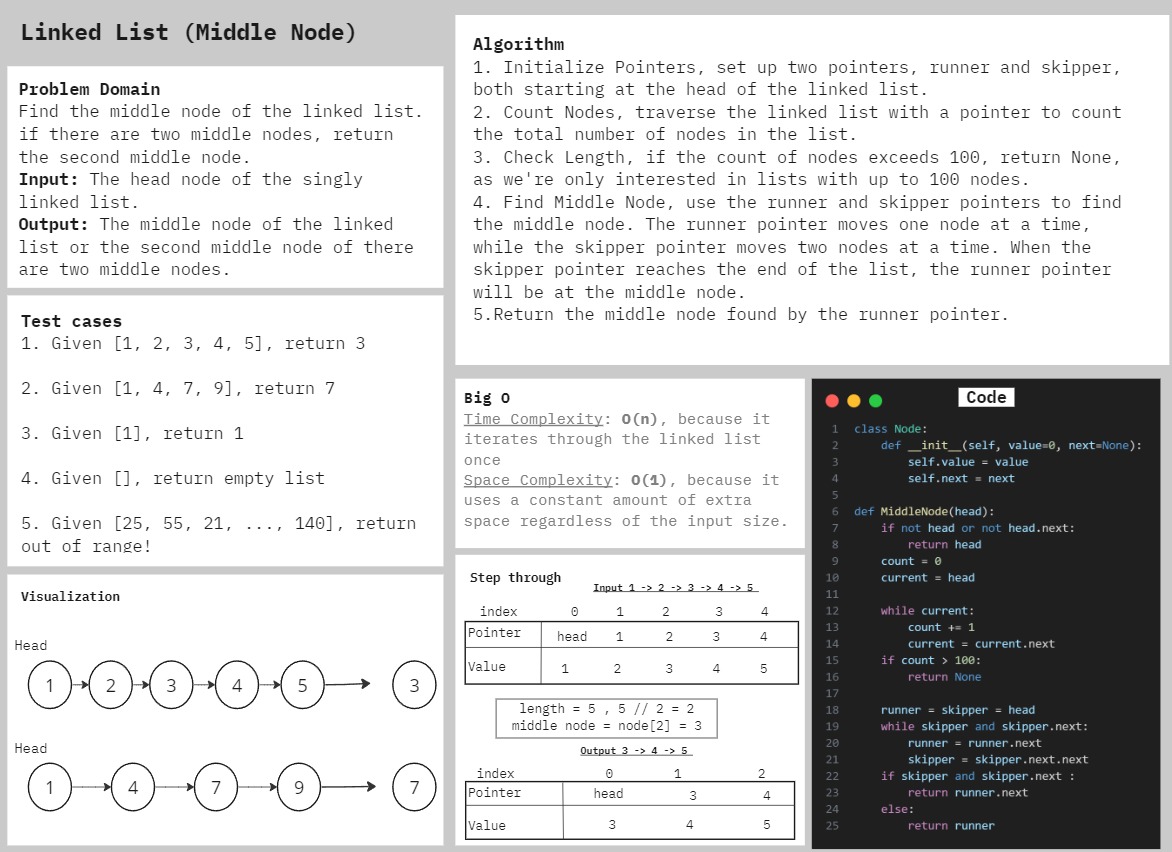 Linked List (Middle Node)
Problem Domain
Find the middle node of the linked list.
if there are two middle nodes, return
the second middle node.
Input: The head node of the singly
linked list.
Output: The middle node of the linked
list or the second middle node of there
are two middle nodes.
Test cases
1. Given [1, 2, 3, 4, 5], return 3
2. Given [1, 4, 7, 9], return 7
3. Given [1], return 1
4. Given [], return empty list
5. Given [25, 55, 21, ..., 140], return
out of range!
Visualization
Head
1 2 3 4 5 3
Head
1 4 7 9 7
Algorithm
1. Initialize Pointers, set up two pointers, runner and skipper,
both starting at the head of the linked list.
2. Count Nodes, traverse the linked list with a pointer to count
the total number of nodes in the list.
3. Check Length, if the count of nodes exceeds 100, return None,
as we're only interested in lists with up to 100 nodes.
4. Find Middle Node, use the runner and skipper pointers to find
the middle node. The runner pointer moves one node at a time,
while the skipper pointer moves two nodes at a time. When the
skipper pointer reaches the end of the list, the runner pointer
will be at the middle node.
5.Return the middle node found by the runner pointer.
Big O
Time Complexity: O(n), because it
iterates through the linked list
once
Space Complexity: O(1), because it
uses a constant amount of extra
space regardless of the input size.
Step through
Input 1 -> 2 -> 3 -> 4 -> 5
index 0 1 2 3 4
Pointer head 1 2 3 4
Value 1 2 3 4 5
length = 5 , 5 // 2 = 2
middle node = node[2] = 3
Output 3 -> 4 -> 5
index 0 1 2
Pointer head 3 4
Value 3 4 5
Code
1 class Node:
2 def __init__(self, value=0, next=None):
3 self.value = value
4 self.next = next
5
6 def MiddleNode(head):
7 if not head or not head.next:
8 return head
9 count = 0
10 current = head
11
12 while current:
13 count += 1
14 current = current.next
15 if count > 100:
16 return None
17
18 runner = skipper = head
19 while skipper and skipper.next:
20 runner = runner.next
21 skipper = skipper.next.next
22 if skipper and skipper.next :
23 return runner.next
24 else:
25 return runner